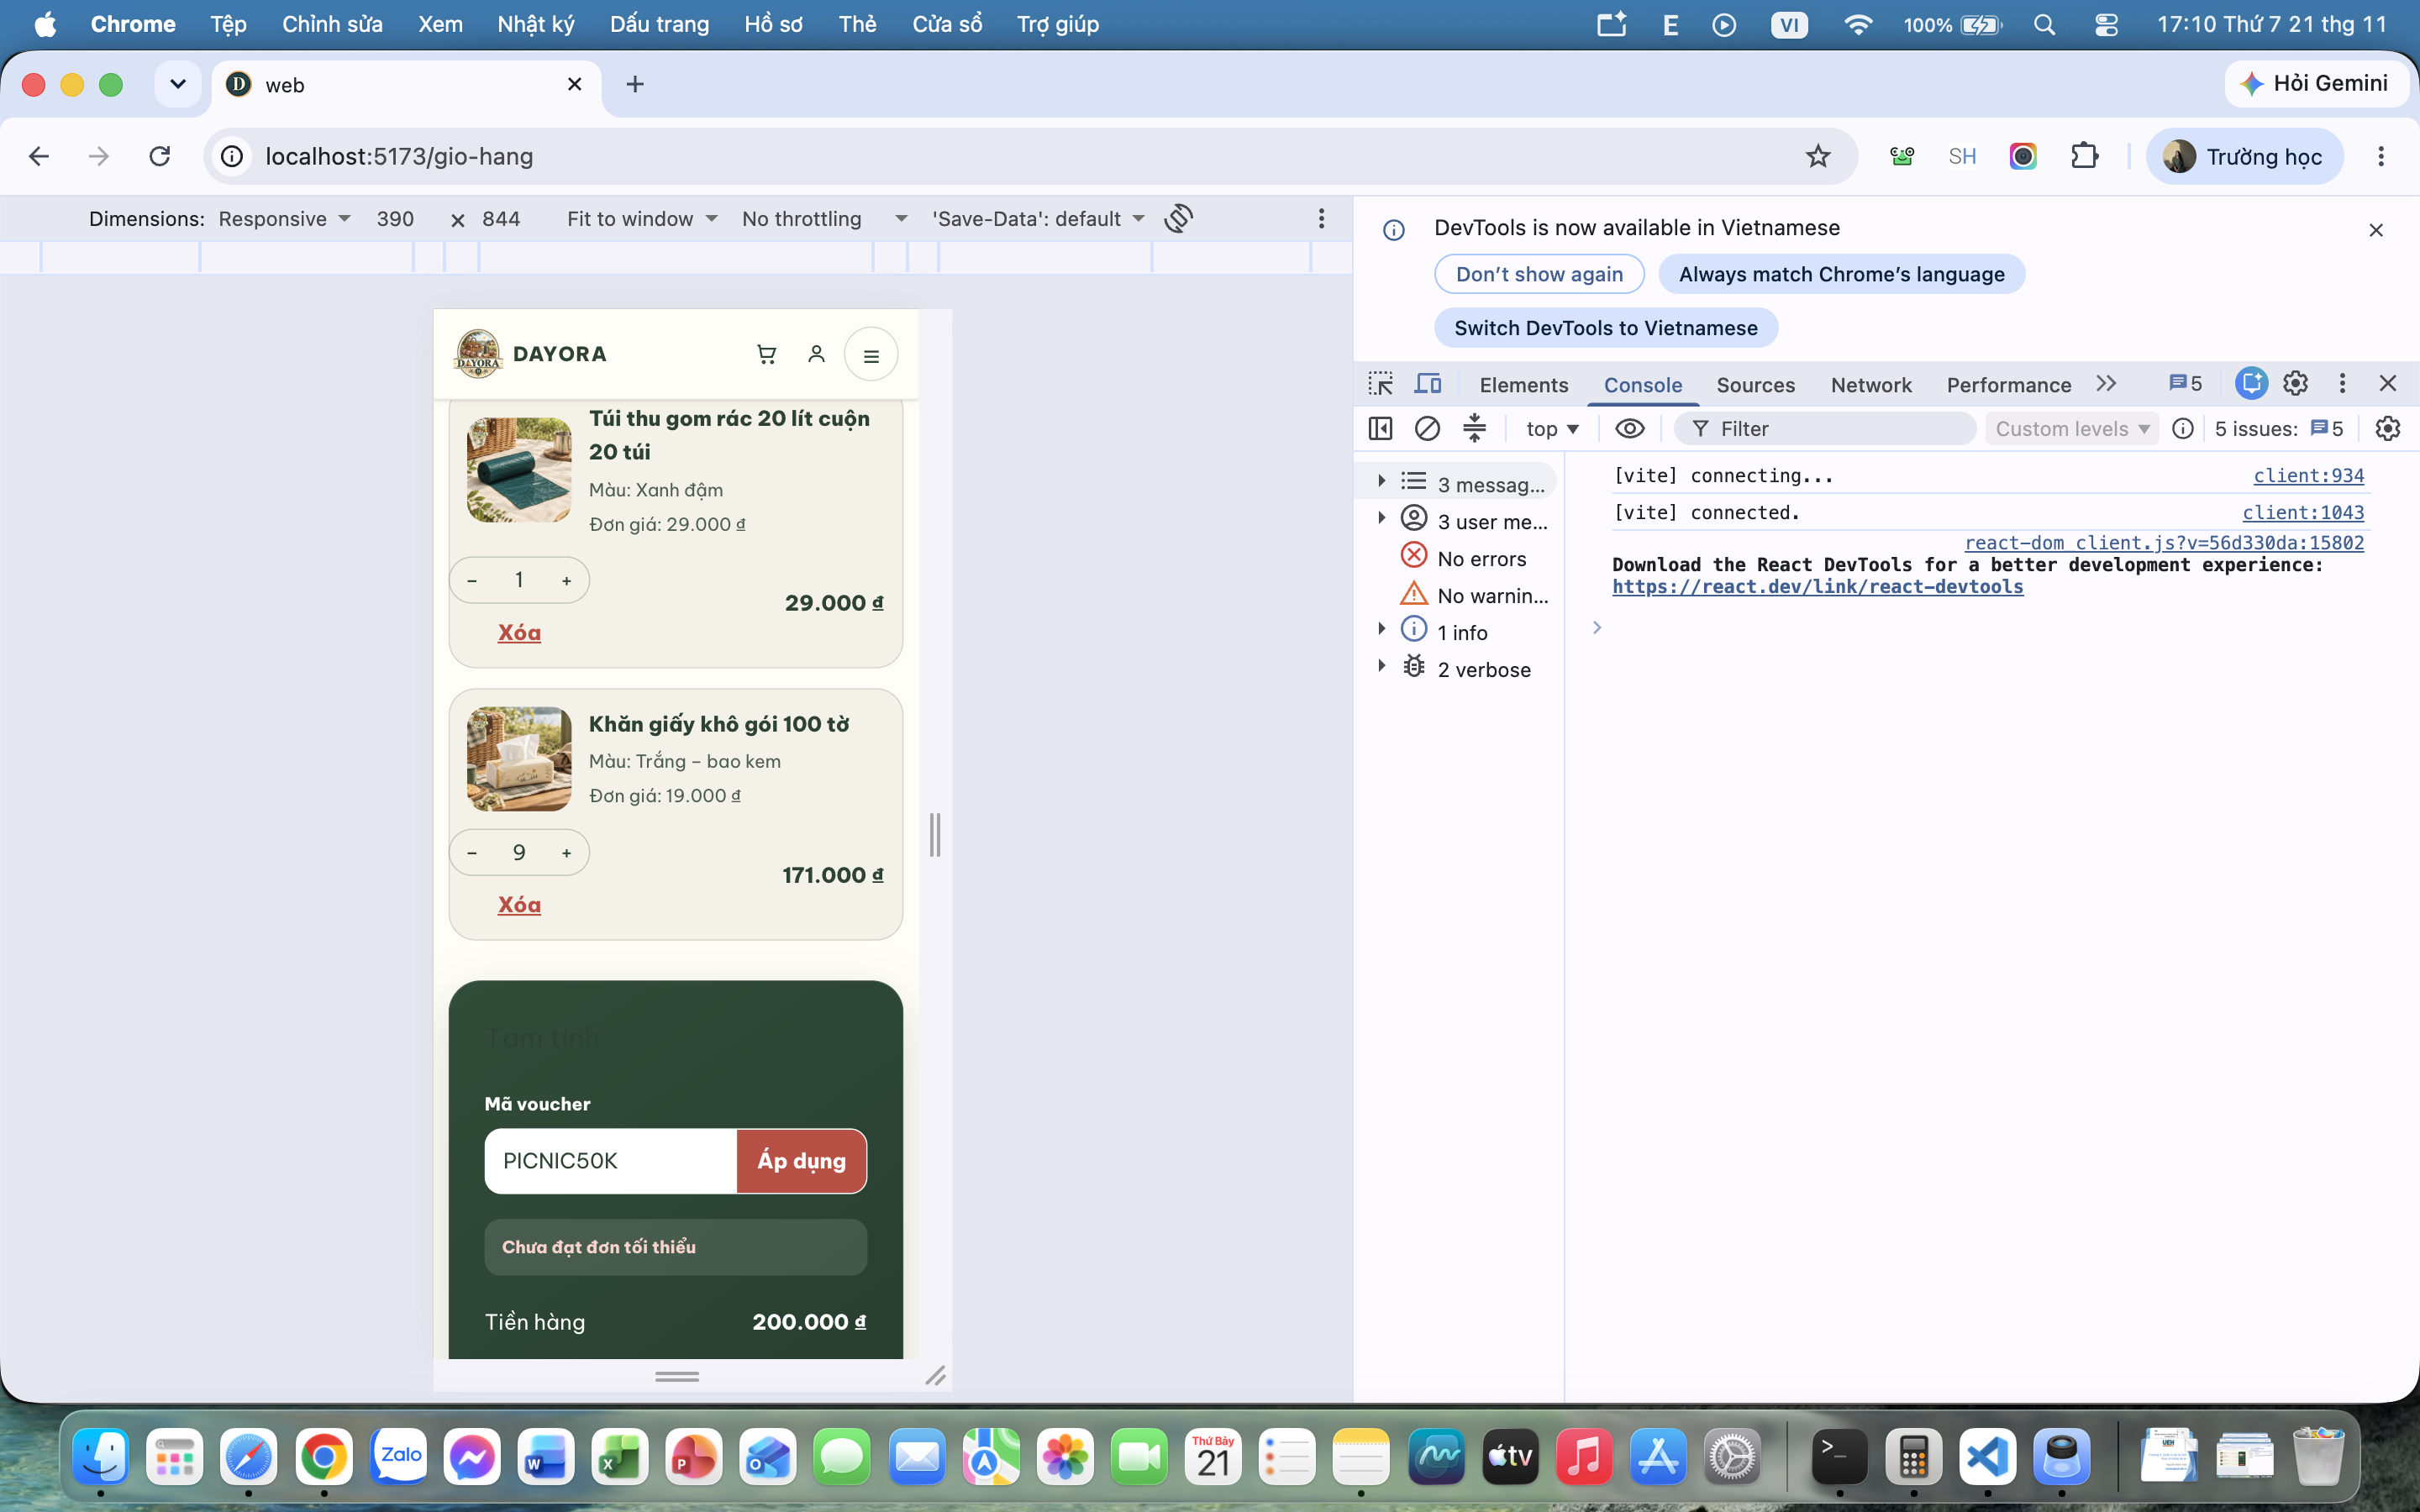 Chrome Tệp Chỉnh sửa Xem Nhật ký Dấu trang Hồ sơ Thẻ Cửa sổ Trợ giúp E VI 100% 17:10 Thứ 7 21 thg 11
D web Hỏi Gemini
localhost:5173/gio-hang SH Trường học
Dimensions: Responsive 390 × 844 Fit to window No throttling 'Save-Data': default
DAYORA DAYORA
Túi thu gom rác 20 lít cuộn
20 túi
Màu: Xanh đậm
Đơn giá: 29.000 ₫
− 1 +
29.000 ₫
Xóa
Khăn giấy khô gói 100 tờ
Màu: Trắng – bao kem
Đơn giá: 19.000 ₫
− 9 +
171.000 ₫
Xóa
Tạm tính
Mã voucher
PICNIC50K Áp dụng
Chưa đạt đơn tối thiểu
Tiền hàng 200.000 ₫
DevTools is now available in Vietnamese
Don't show again Always match Chrome's language
Switch DevTools to Vietnamese
Elements Console Sources Network Performance 5
top Filter Custom levels 5 issues: 5
3 messag...
3 user me...
No errors
No warnin...
1 info
2 verbose
[vite] connecting... client:934
[vite] connected. client:1043
react-dom_client.js?v=56d330da:15802
Download the React DevTools for a better development experience:
https://react.dev/link/react-devtools
Zalo W X P O Thứ Bảy 21 tv